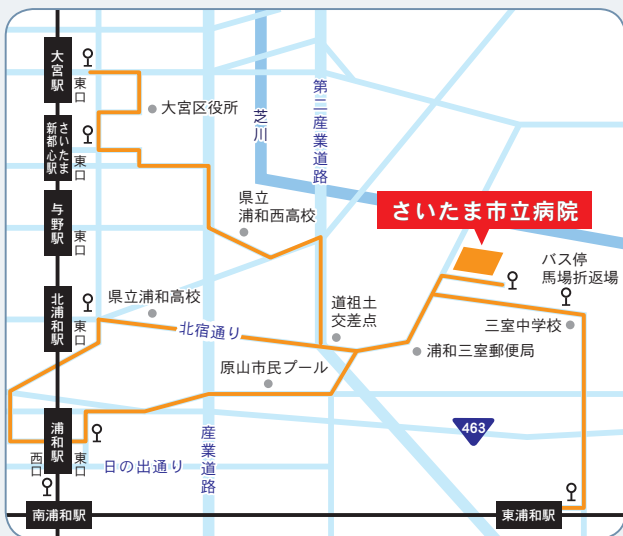 大宮駅
東口
大宮区役所
第二産業道路
芝川
さいたま
新都心駅
東口
県立
浦和西高校
さいたま市立病院
与野駅
東口
バス停
馬場折返場
北浦和駅
東口
県立浦和高校
北宿通り
道祖土
交差点
三室中学校
浦和三室郵便局
原山市民プール
463
浦和駅
西口
東口
日の出通り
産業道路
南浦和駅
東浦和駅